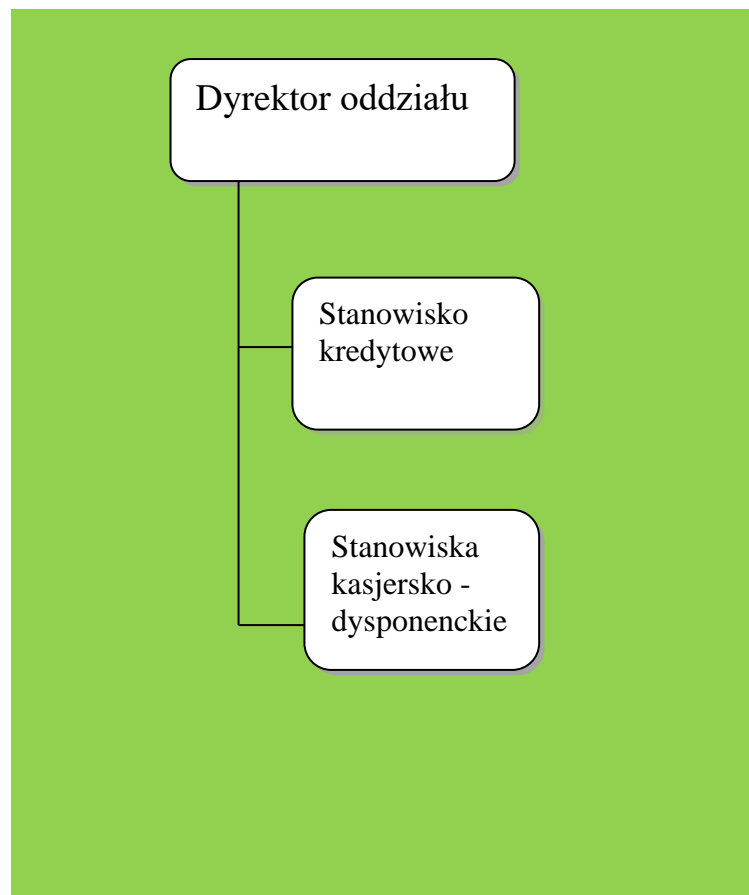 Dyrektor oddziału
Stanowisko
kredytowe
Stanowiska
kasjersko -
dysponenckie